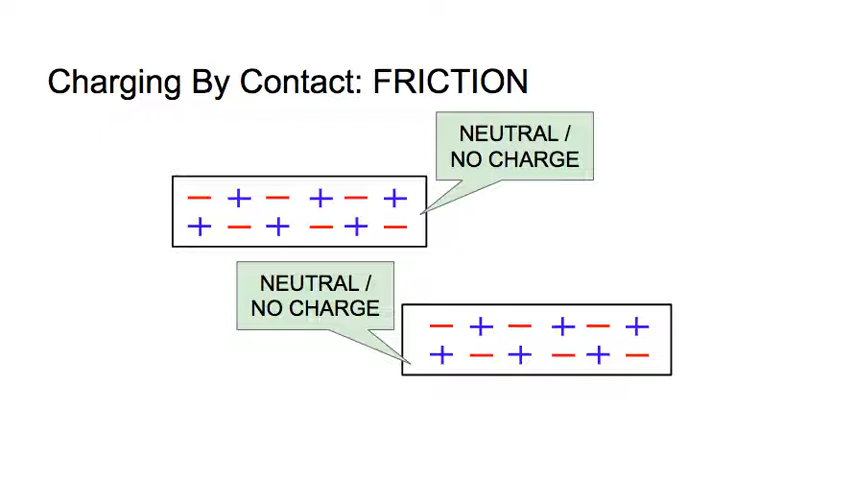 Charging By Contact: FRICTION
NEUTRAL /
NO CHARGE
− + − + − +
+ − + − + −
NEUTRAL /
NO CHARGE
− + − + − +
+ − + − + −